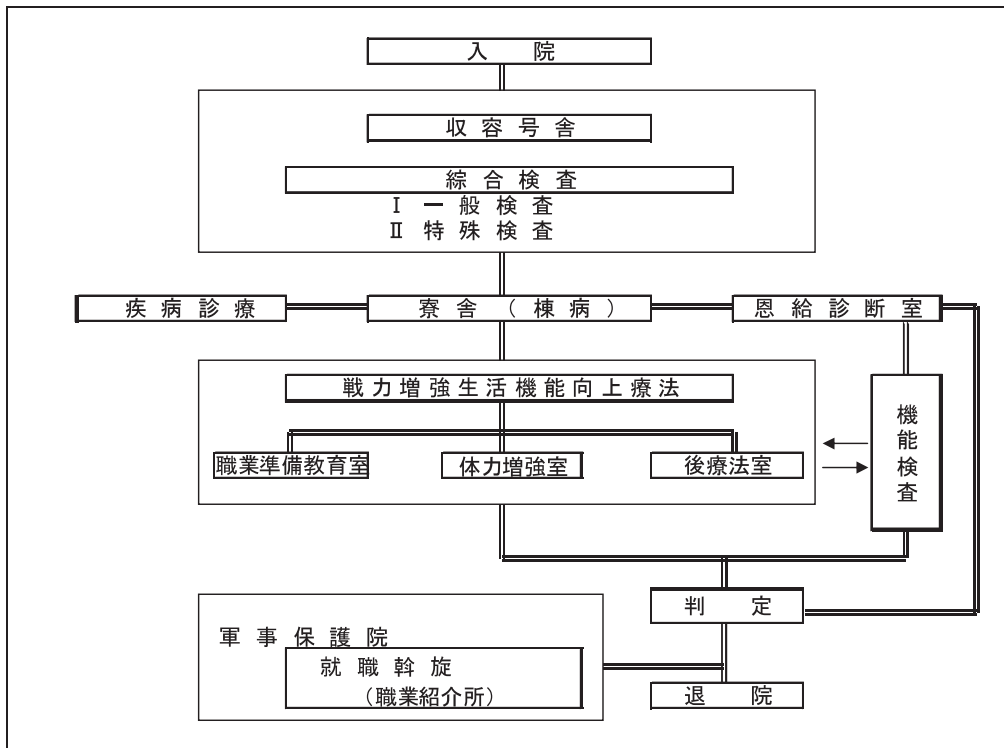 入院
収容号舎
綜合検査
Ⅰ 一般検査
Ⅱ 特殊検査
疾病診療
寮舎（棟病）
恩給診断室
戦力増強生活機能向上療法
機能検査
職業準備教育室
体力増強室
後療法室
判定
軍事保護院
就職斡旋
（職業紹介所）
退院